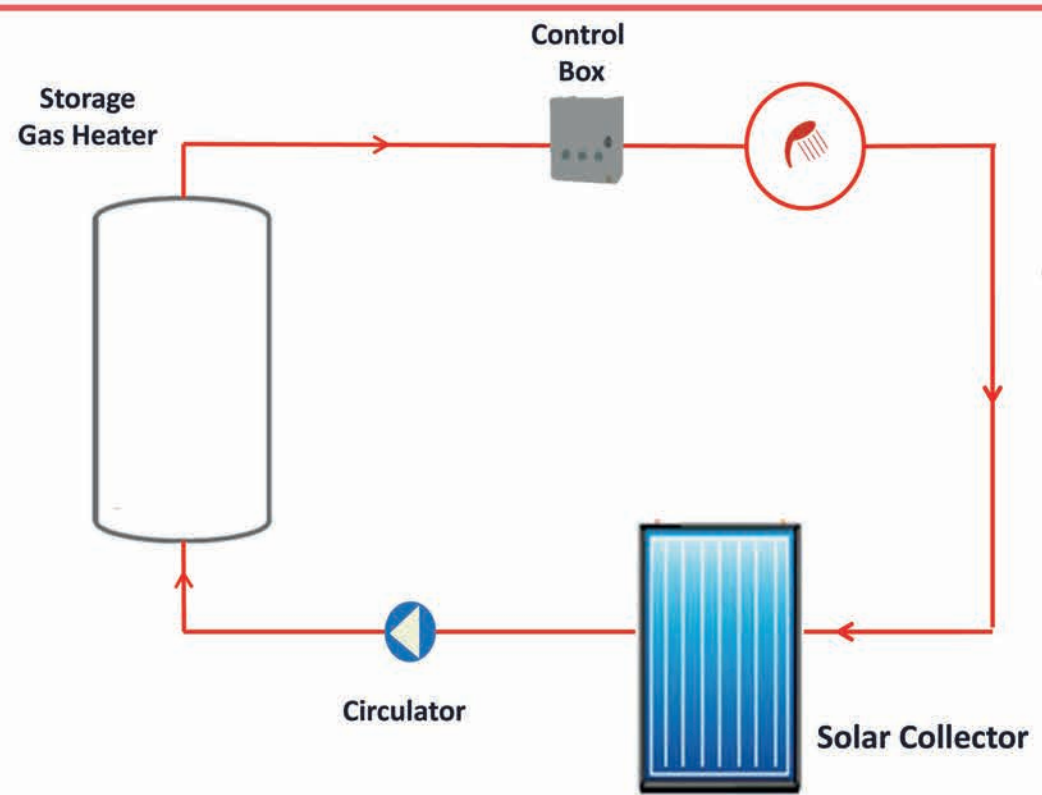 Control
Box
Storage
Gas Heater
Circulator
Solar Collector